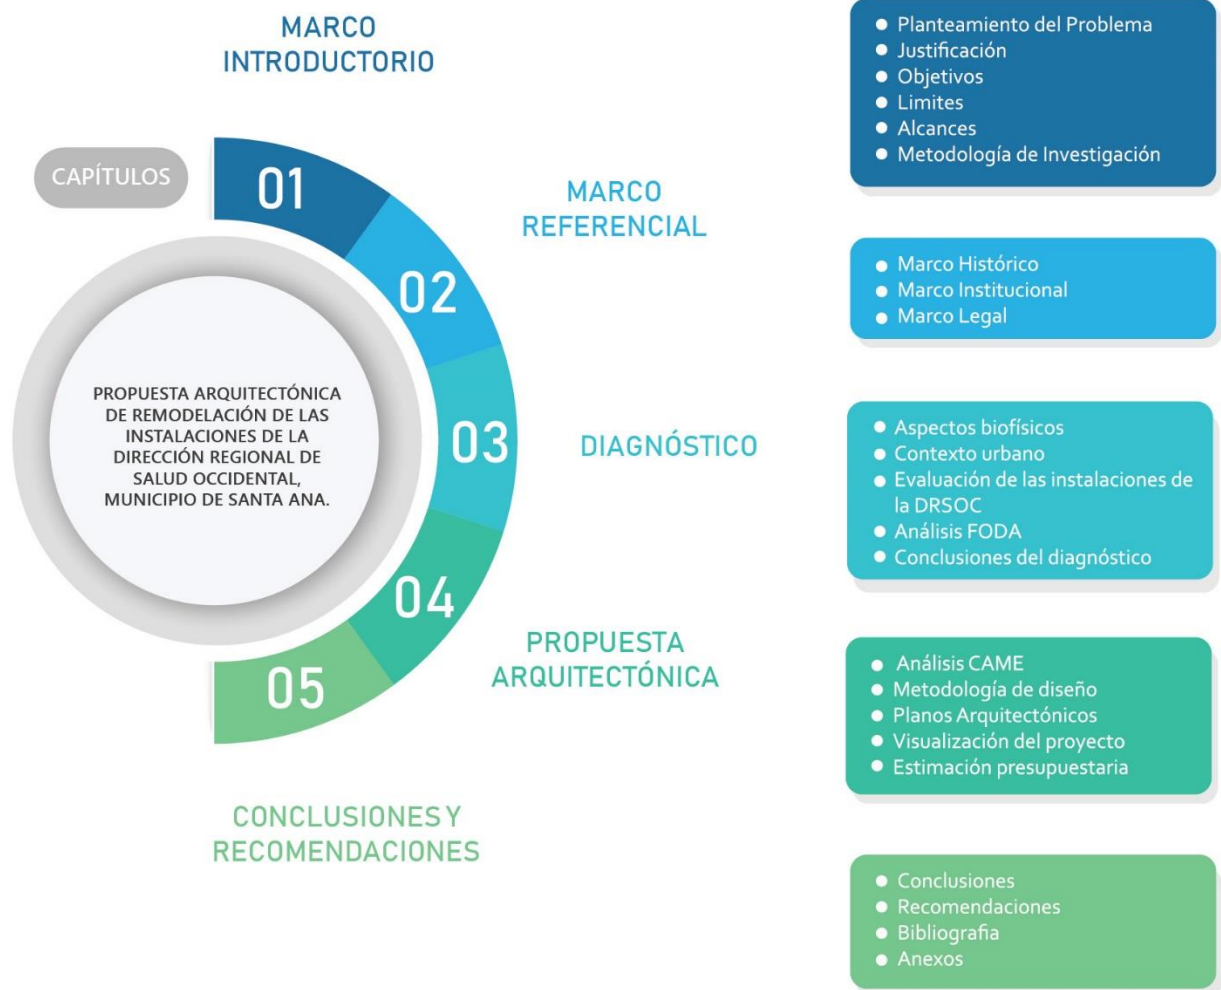 MARCO
INTRODUCTORIO
CAPÍTULOS
01
02
03
04
05
PROPUESTA ARQUITECTÓNICA
DE REMODELACIÓN DE LAS
INSTALACIONES DE LA
DIRECCIÓN REGIONAL DE
SALUD OCCIDENTAL,
MUNICIPIO DE SANTA ANA.
MARCO
REFERENCIAL
DIAGNÓSTICO
PROPUESTA
ARQUITECTÓNICA
CONCLUSIONES Y
RECOMENDACIONES
Planteamiento del Problema
Justificación
Objetivos
Limites
Alcances
Metodología de Investigación
Marco Histórico
Marco Institucional
Marco Legal
Aspectos biofísicos
Contexto urbano
Evaluación de las instalaciones de
la DRSOC
Análisis FODA
Conclusiones del diagnóstico
Análisis CAME
Metodología de diseño
Planos Arquitectónicos
Visualización del proyecto
Estimación presupuestaria
Conclusiones
Recomendaciones
Bibliografia
Anexos